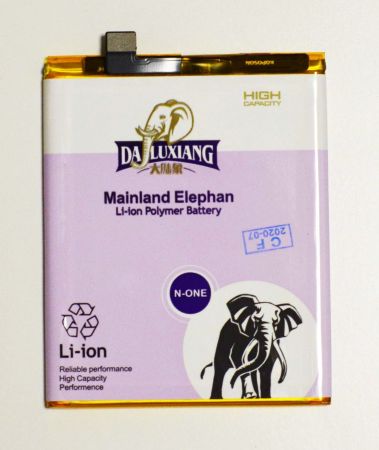 KOPOSON
HIGH
CAPACITY
DA LUXIANG
大陆象
Mainland Elephan
Li-ion Polymer Battery
C F
2020-07
N-ONE
Li-ion
Reliable performance
High Capacity
Performence